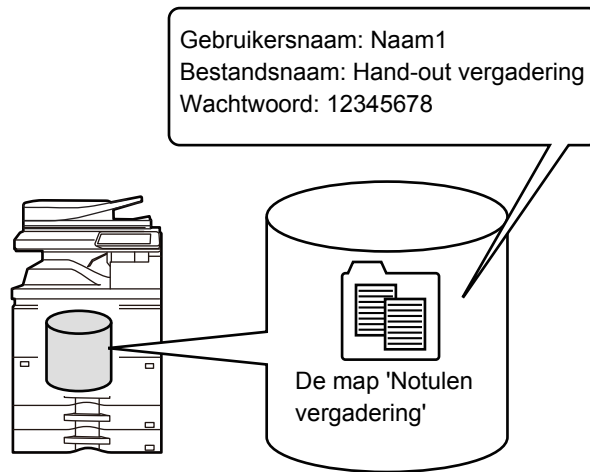 Gebruikersnaam: Naam1
Bestandsnaam: Hand-out vergadering
Wachtwoord: 12345678
De map 'Notulen
vergadering'